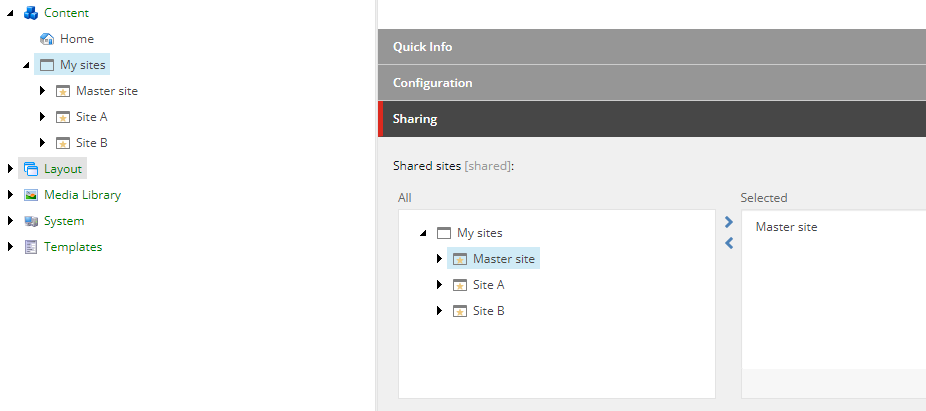 Content
Home
My sites
Master site
Site A
Site B
Layout
Media Library
System
Templates
Quick Info
Configuration
Sharing
Shared sites [shared]:
All
My sites
Master site
Site A
Site B
Selected
Master site